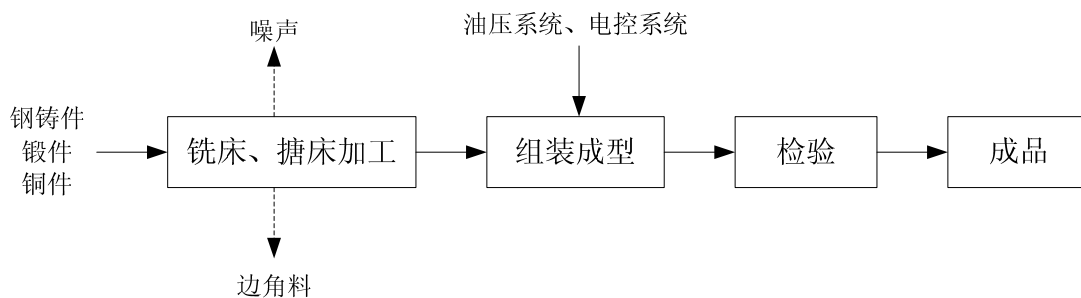 噪声
油压系统、电控系统
钢铸件
锻件
铜件
铣床、搪床加工
组装成型
检验
成品
边角料